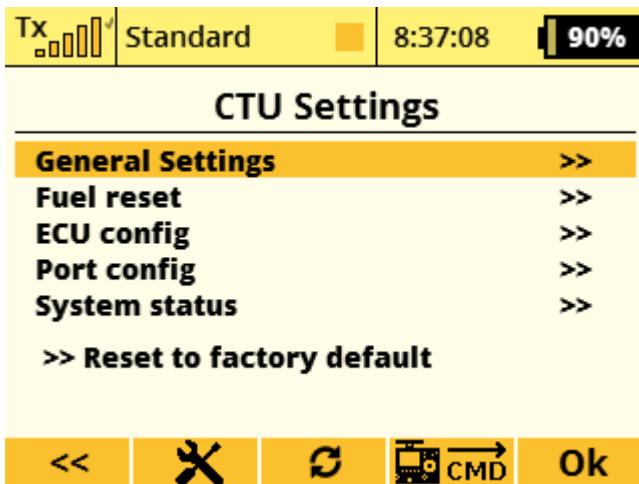 Tx Standard 8:37:08 90%
CTU Settings
General Settings >>
Fuel reset >>
ECU config >>
Port config >>
System status >>
>> Reset to factory default
<< CMD Ok